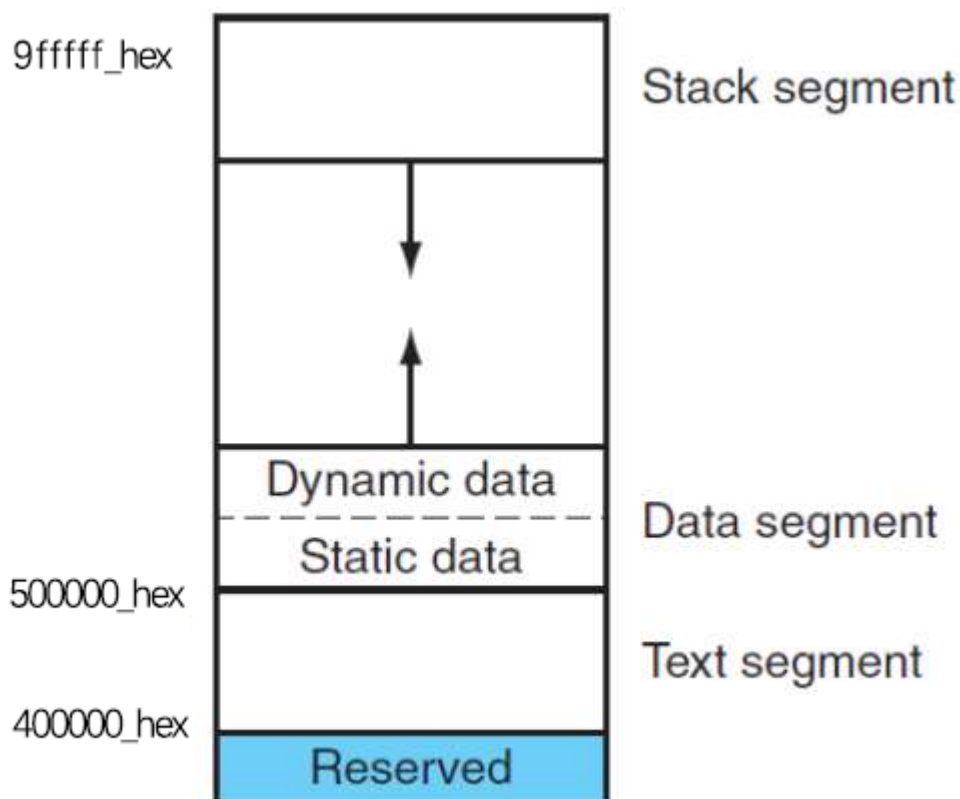 9fffff_hex
Stack segment
Dynamic data
Data segment
Static data
500000_hex
Text segment
400000_hex
Reserved